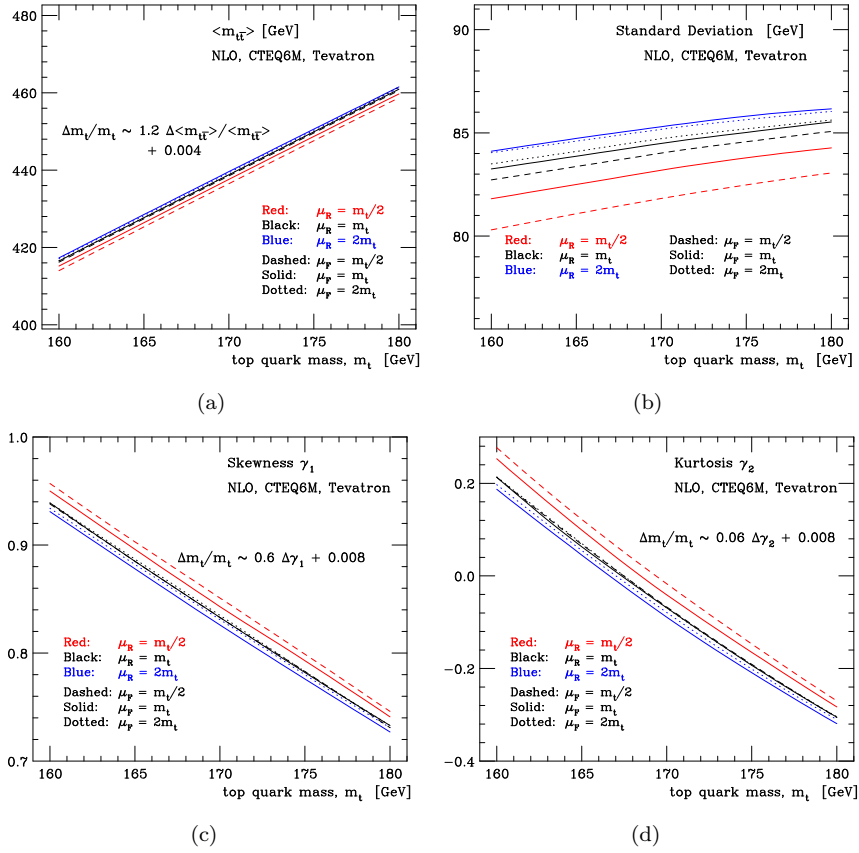 <m_tt̄> [GeV]
NLO, CTEQ6M, Tevatron
Δm_t/m_t ~ 1.2 Δ<m_tt̄>/<m_tt̄>
+ 0.004
Red: μ_R = m_t/2
Black: μ_R = m_t
Blue: μ_R = 2m_t
Dashed: μ_F = m_t/2
Solid: μ_F = m_t
Dotted: μ_F = 2m_t
480
460
440
420
400
160 165 170 175 180
top quark mass, m_t [GeV]
(a)
Standard Deviation [GeV]
NLO, CTEQ6M, Tevatron
90
85
80
Red: μ_R = m_t/2 Dashed: μ_F = m_t/2
Black: μ_R = m_t Solid: μ_F = m_t
Blue: μ_R = 2m_t Dotted: μ_F = 2m_t
160 165 170 175 180
top quark mass, m_t [GeV]
(b)
Skewness γ_1
NLO, CTEQ6M, Tevatron
Δm_t/m_t ~ 0.6 Δγ_1 + 0.008
Red: μ_R = m_t/2
Black: μ_R = m_t
Blue: μ_R = 2m_t
Dashed: μ_F = m_t/2
Solid: μ_F = m_t
Dotted: μ_F = 2m_t
1.0
0.9
0.8
0.7
160 165 170 175 180
top quark mass, m_t [GeV]
(c)
Kurtosis γ_2
NLO, CTEQ6M, Tevatron
Δm_t/m_t ~ 0.06 Δγ_2 + 0.008
Red: μ_R = m_t/2
Black: μ_R = m_t
Blue: μ_R = 2m_t
Dashed: μ_F = m_t/2
Solid: μ_F = m_t
Dotted: μ_F = 2m_t
0.2
0.0
−0.2
−0.4
160 165 170 175 180
top quark mass, m_t [GeV]
(d)